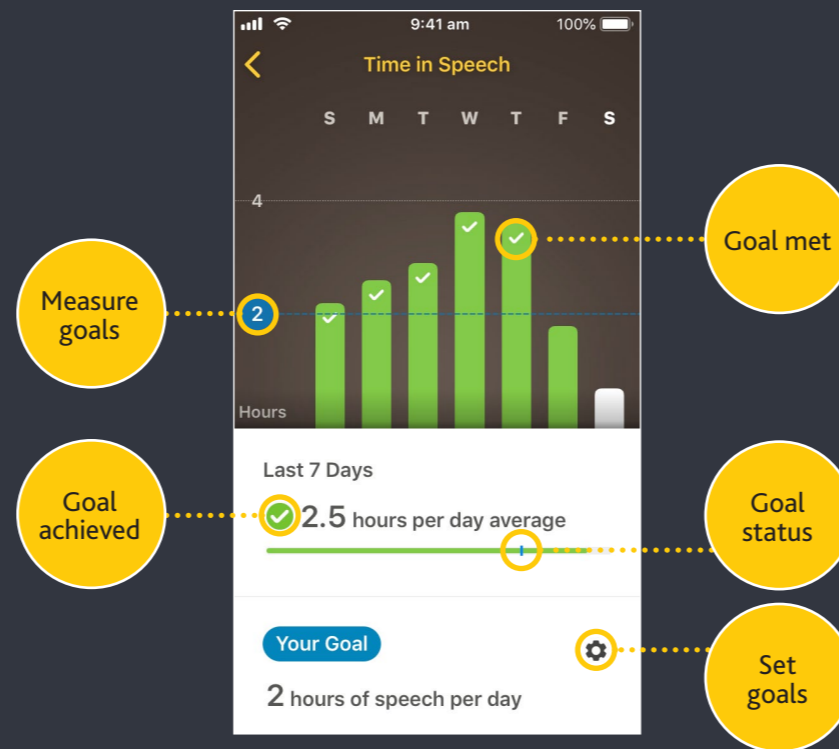 9:41 am
100%
Time in Speech
S M T W T F S
4
Goal met
Measure
goals
2
Hours
Last 7 Days
Goal
achieved
2.5 hours per day average
Goal
status
Your Goal
Set
goals
2 hours of speech per day